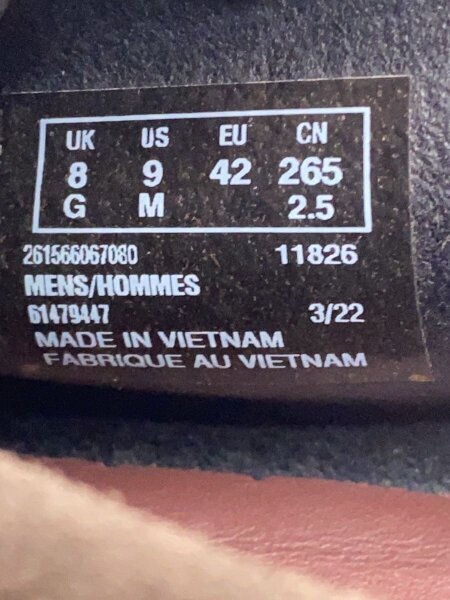 UK US EU CN
8 9 42 265
G M 2.5
261566067080 11826
MENS/HOMMES
61479447 3/22
MADE IN VIETNAM
FABRIQUE AU VIETNAM